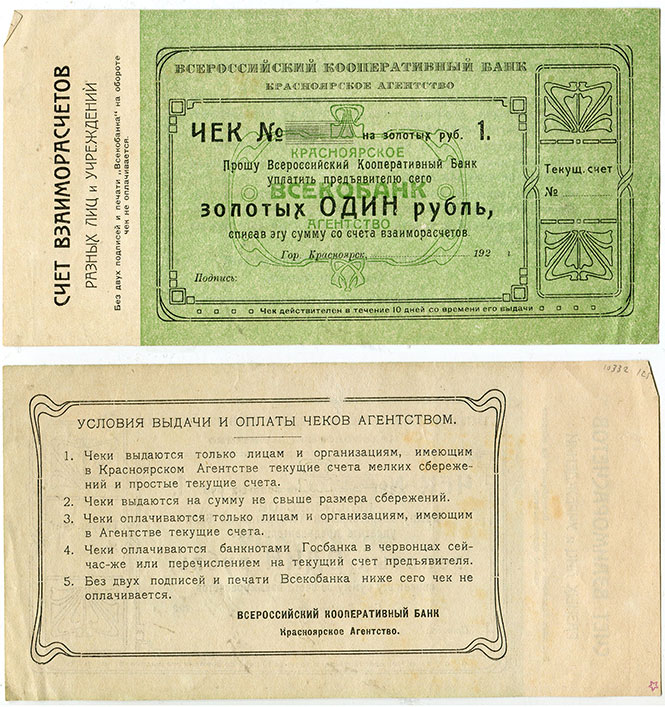 СЧЕТ ВЗАИМОРАСЧЕТОВ
РАЗНЫХ ЛИЦ и УЧРЕЖДЕНИЙ
Без двух подписей и печати „Всекобанка“ на обороте
чек не оплачивается.
ВСЕРОССИЙСКИЙ КООПЕРАТИВНЫЙ БАНК
КРАСНОЯРСКОЕ АГЕНТСТВО
ЧЕК № на золотых руб. 1.
КРАСНОЯРСКОЕ
Прошу Всероссийский Кооперативный Банк
уплатить предъявителю сего
ВСЕКОБАНК
золотых ОДИН рубль,
АГЕНТСТВО
списав эту сумму со счета взаиморасчетов
Гор. Красноярск, 192 г
Подпись:
Чек действителен в течение 10 дней со времени его выдачи
Текущ. счет
№
10332
УСЛОВИЯ ВЫДАЧИ И ОПЛАТЫ ЧЕКОВ АГЕНТСТВОМ.
1. Чеки выдаются только лицам и организациям, имеющим
в Красноярском Агентстве текущие счета мелких сбереже-
ний и простые текущие счета.
2. Чеки выдаются на сумму не свыше размера сбережений.
3. Чеки оплачиваются только лицам и организациям, имеющим
в Агентстве текущие счета.
4. Чеки оплачиваются банкнотами Госбанка в червонцах сей-
час-же или перечислением на текущий счет предъявителя.
5. Без двух подписей и печати Всекобанка ниже сего чек не
оплачивается.
ВСЕРОССИЙСКИЙ КООПЕРАТИВНЫЙ БАНК
Красноярское Агентство.